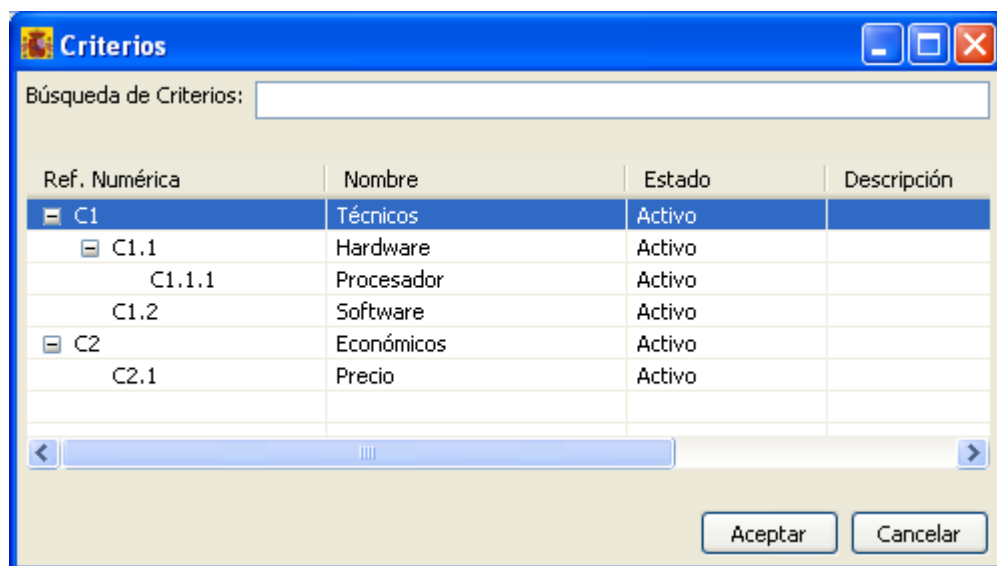 Criterios
Búsqueda de Criterios:
Ref. Numérica Nombre Estado Descripción
C1 Técnicos Activo
C1.1 Hardware Activo
C1.1.1 Procesador Activo
C1.2 Software Activo
C2 Económicos Activo
C2.1 Precio Activo
Aceptar Cancelar